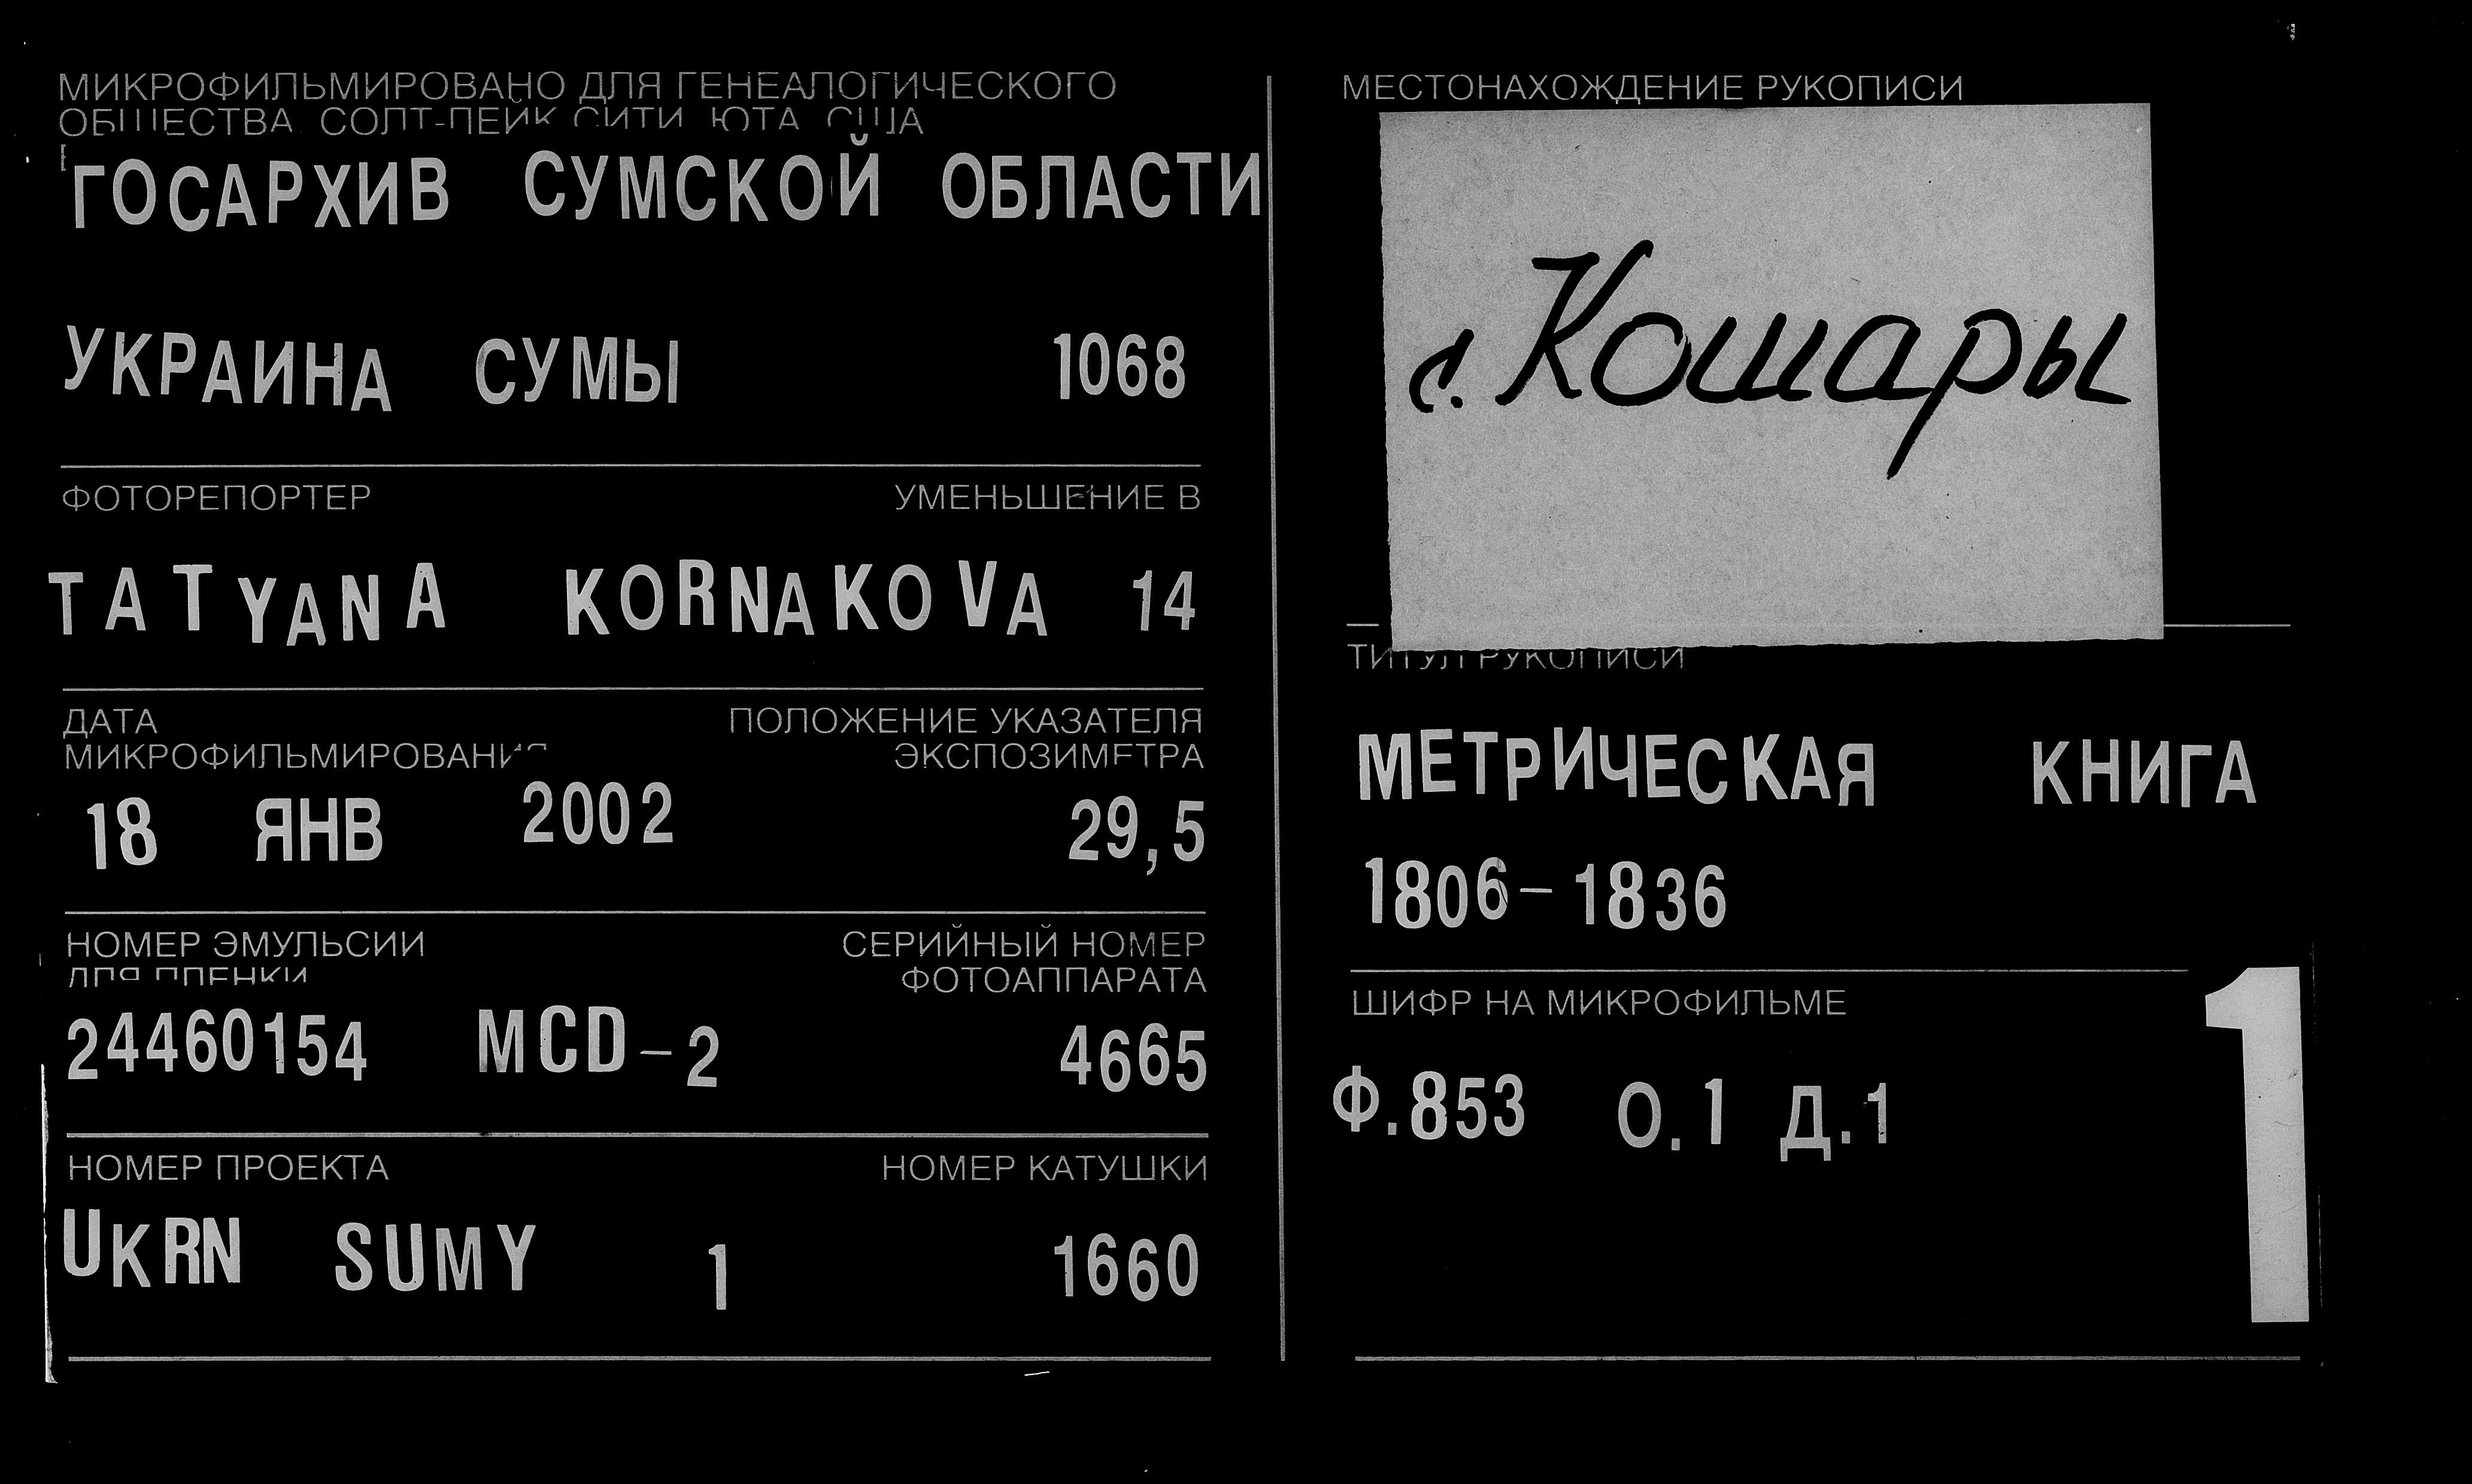 МИКРОФИЛЬМИРОВАНО ДЛЯ ГЕНЕАЛОГИЧЕСКОГО
ОБЩЕСТВА СОЛТ-ЛЕЙК СИТИ ЮТА США
ГОСАРХИВ СУМСКОЙ ОБЛАСТИ
УКРАИНА СУМЫ 1068
ФОТОРЕПОРТЕР УМЕНЬШЕНИЕ В
TATYANA KORNAKOVA 14
ДАТА ПОЛОЖЕНИЕ УКАЗАТЕЛЯ
МИКРОФИЛЬМИРОВАНИЯ ЭКСПОЗИМЕТРА
18 ЯНВ 2002 29,5
НОМЕР ЭМУЛЬСИИ СЕРИЙНЫЙ НОМЕР
ДЛЯ ПЛЕНКИ ФОТОАППАРАТА
24460154 MCD-2 4665
НОМЕР ПРОЕКТА НОМЕР КАТУШКИ
UKRN SUMY 1 1660
МЕСТОНАХОЖДЕНИЕ РУКОПИСИ
с. Кошары
ТИТУЛ РУКОПИСИ
МЕТРИЧЕСКАЯ КНИГА
1806-1836
ШИФР НА МИКРОФИЛЬМЕ
Ф.853 О.1 Д.1
1